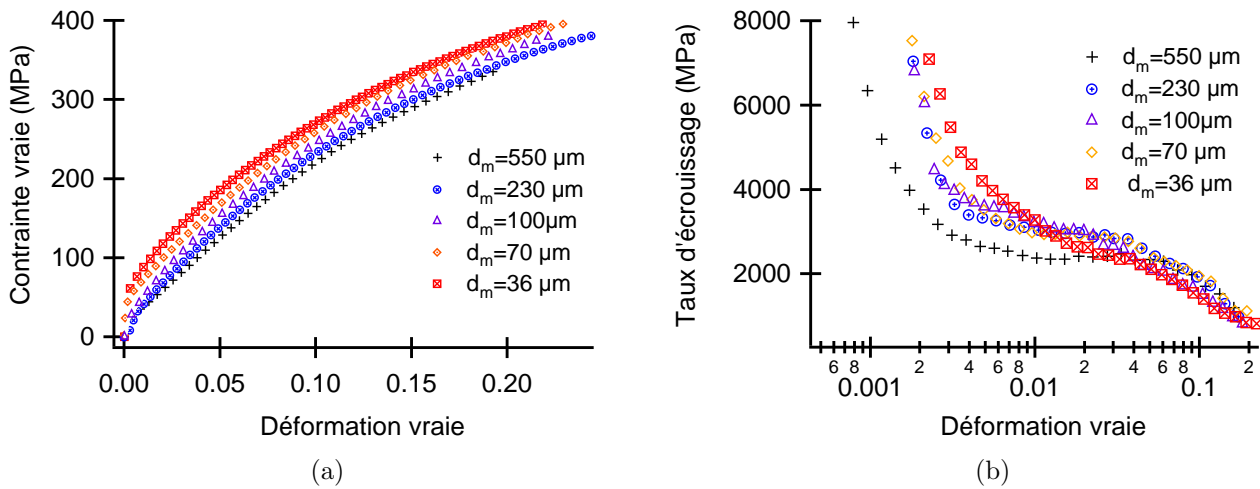 400
300
200
100
0
Contrainte vraie (MPa)
0.00 0.05 0.10 0.15 0.20
Déformation vraie
d_m=550 µm
d_m=230 µm
d_m=100µm
d_m=70 µm
d_m=36 µm
(a)
8000
6000
4000
2000
Taux d'écrouissage (MPa)
d_m=550 µm
d_m=230 µm
d_m=100µm
d_m=70 µm
d_m=36 µm
6 8 2 4 6 8 2 4 6 8 2
0.001 0.01 0.1
Déformation vraie
(b)